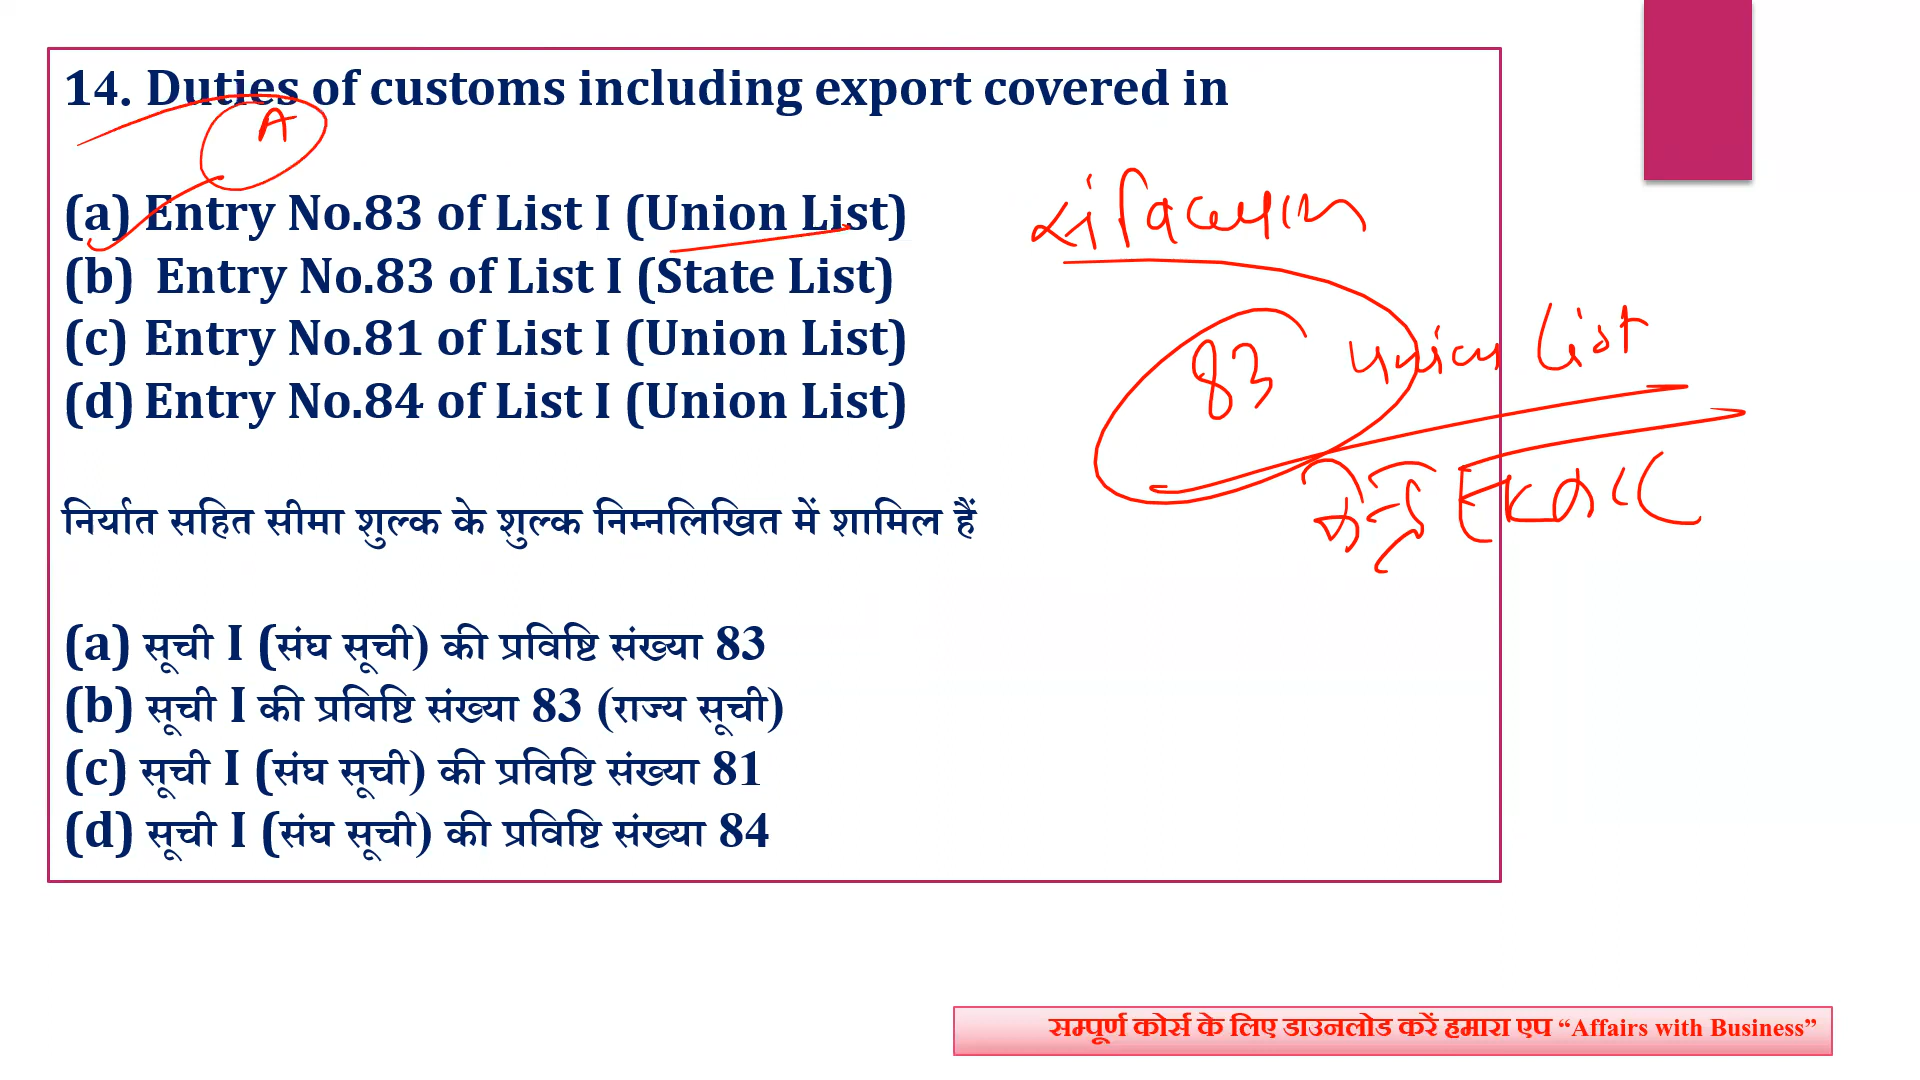 14. Duties of customs including export covered in
A
(a) Entry No.83 of List I (Union List)
(b) Entry No.83 of List I (State List)
(c) Entry No.81 of List I (Union List)
(d) Entry No.84 of List I (Union List)
83 List
निर्यात सहित सीमा शुल्क के शुल्क निम्नलिखित में शामिल हैं
(a) सूची I (संघ सूची) की प्रविष्टि संख्या 83
(b) सूची I की प्रविष्टि संख्या 83 (राज्य सूची)
(c) सूची I (संघ सूची) की प्रविष्टि संख्या 81
(d) सूची I (संघ सूची) की प्रविष्टि संख्या 84
सम्पूर्ण कोर्स के लिए डाउनलोड करें हमारा एप “Affairs with Business”